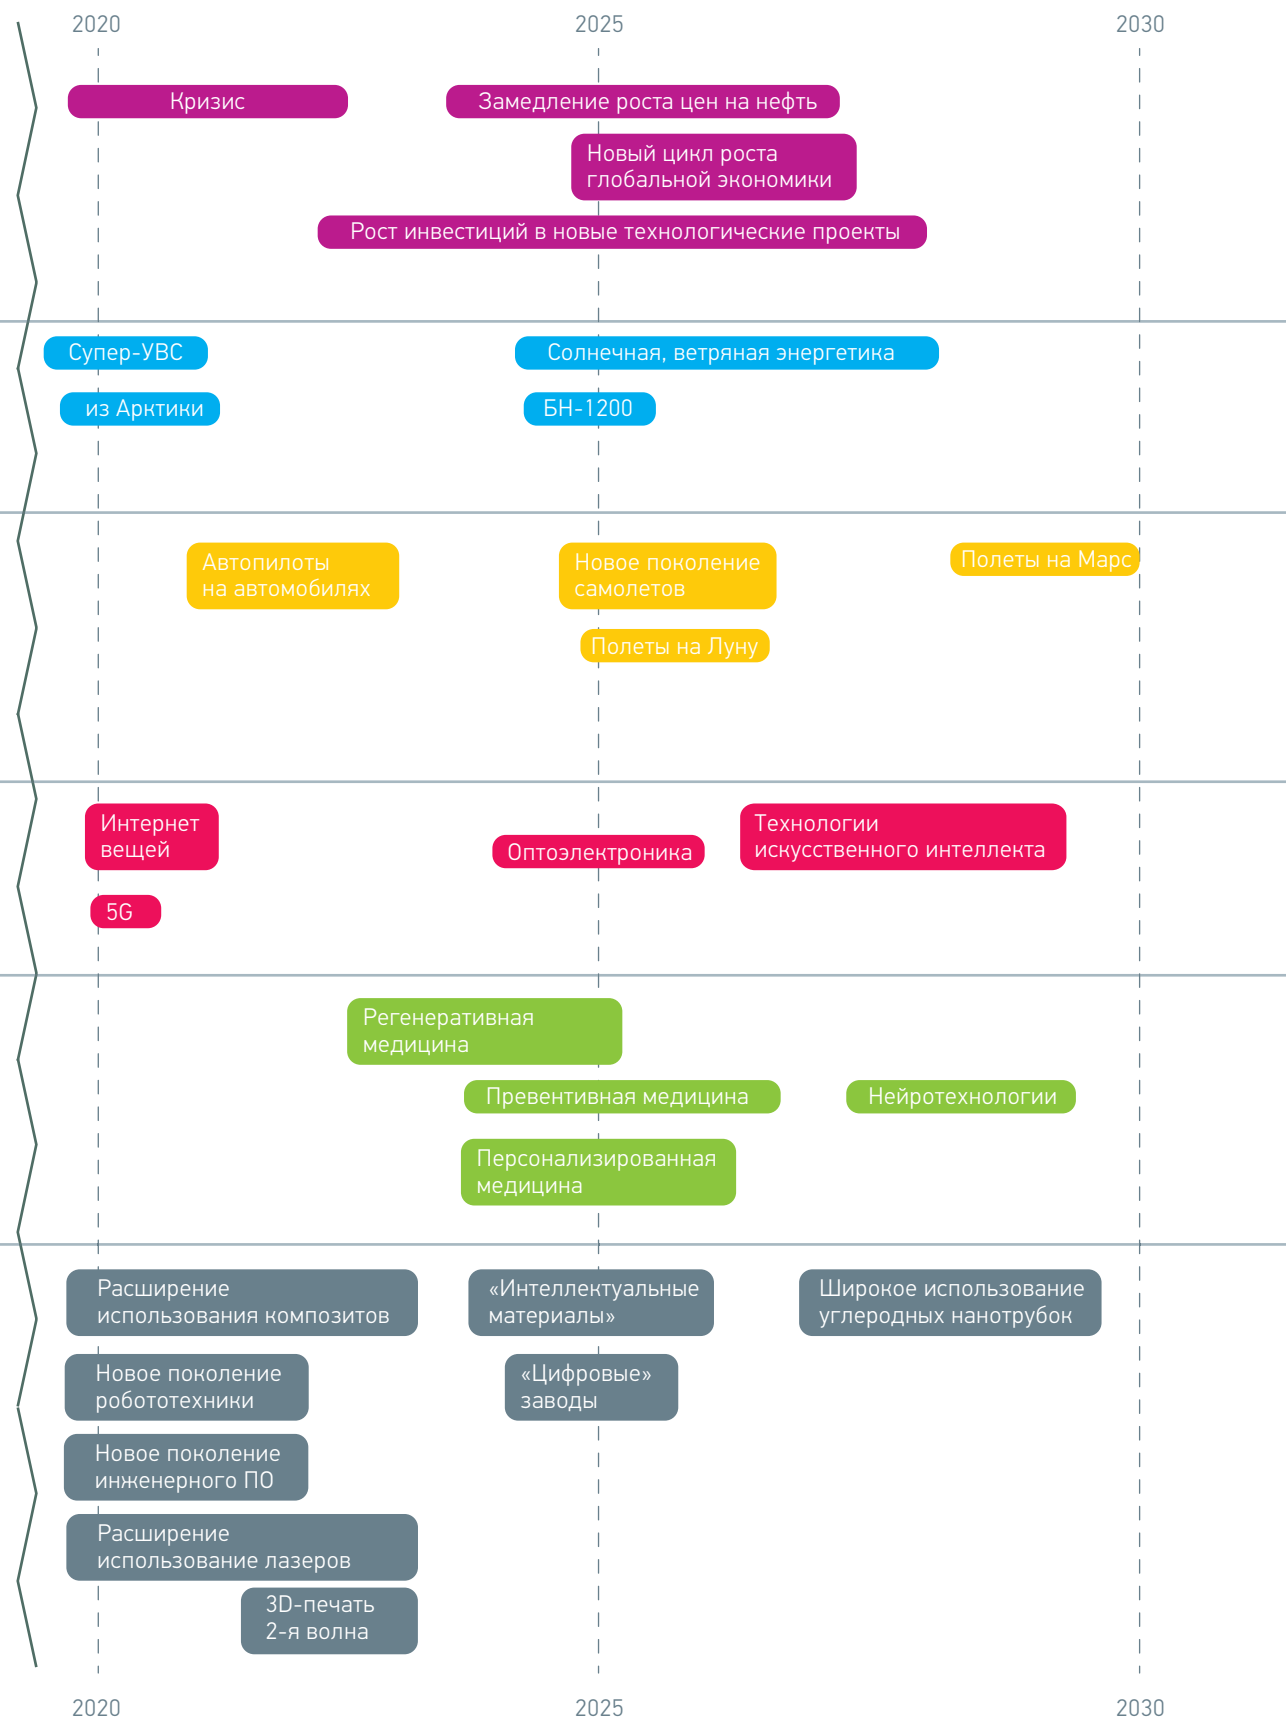 2020
2025
2030
Кризис
Замедление роста цен на нефть
Новый цикл роста
глобальной экономики
Рост инвестиций в новые технологические проекты
Супер-УВС
Солнечная, ветряная энергетика
из Арктики
БН-1200
Автопилоты
на автомобилях
Новое поколение
самолетов
Полеты на Марс
Полеты на Луну
Интернет
вещей
Оптоэлектроника
Технологии
искусственного интеллекта
5G
Регенеративная
медицина
Превентивная медицина
Нейротехнологии
Персонализированная
медицина
Расширение
использования композитов
«Интеллектуальные
материалы»
Широкое использование
углеродных нанотрубок
Новое поколение
робототехники
«Цифровые»
заводы
Новое поколение
инженерного ПО
Расширение
использование лазеров
3D-печать
2-я волна
2020
2025
2030